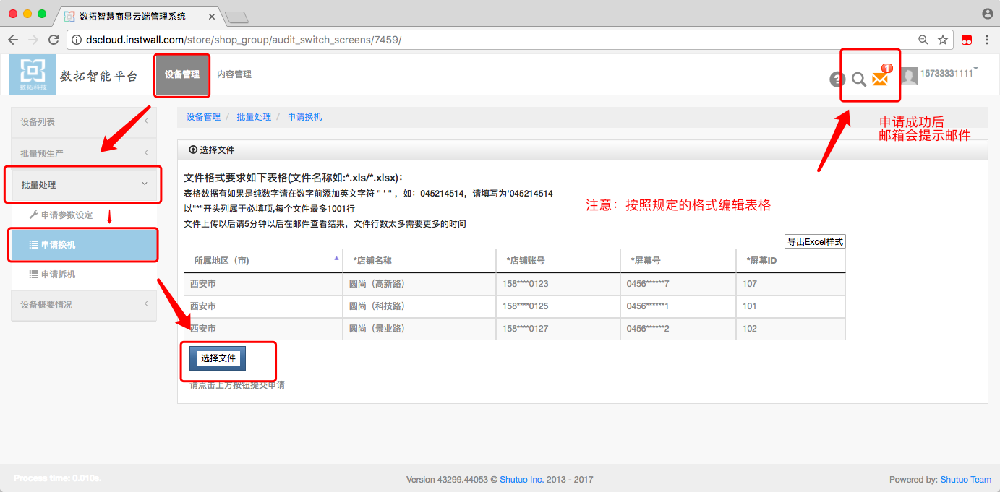 数拓智慧商显云端管理系统
dscloud.instwall.com/store/shop_group/audit_switch_screens/7459/
数拓科技
数拓智能平台
设备管理
内容管理
?
1
15733331111
设备列表
批量预生产
批量处理
申请参数设定
申请换机
申请拆机
设备概要情况
设备管理 / 批量处理 / 申请换机
申请成功后
邮箱会提示邮件
选择文件
文件格式要求如下表格(文件名称如:*.xls/*.xlsx)：
表格数据有如果是纯数字请在数字前添加英文字符 " ' " ，如：045214514，请填写为'045214514
以"*"开头列属于必填项,每个文件最多1001行
文件上传以后请5分钟以后在邮件查看结果，文件行数太多需要更多的时间
注意：按照规定的格式编辑表格
导出Excel样式
所属地区（市) *店铺名称 *店铺账号 *屏幕号 *屏幕ID
西安市 圆尚（高新路） 158****0123 0456******7 107
西安市 圆尚（科技路） 158****0125 0456******1 101
西安市 圆尚（景业路） 158****0127 0456******2 102
选择文件
请点击上方按钮提交申请
Process time: 0.010s.
Version 43299.44053 © Shutuo Inc. 2013 - 2017
Powered by: Shutuo Team